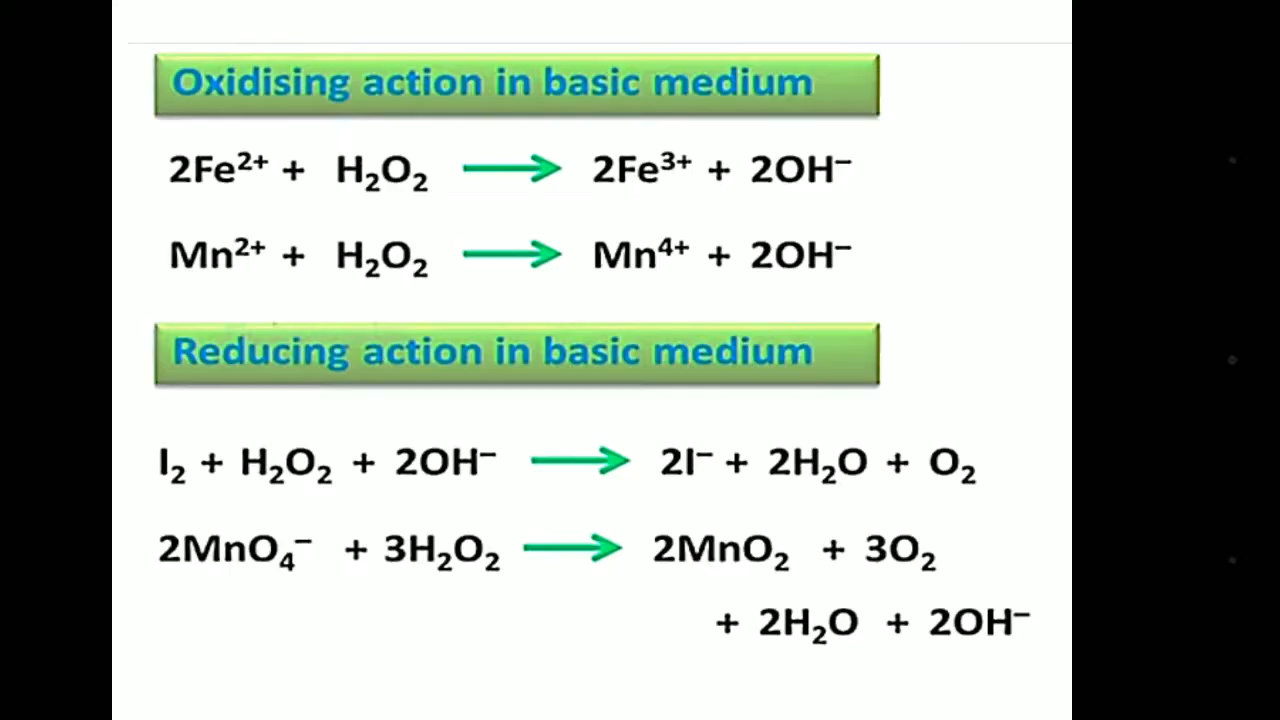 Oxidising action in basic medium
2Fe²⁺ + H₂O₂ ⟶ 2Fe³⁺ + 2OH⁻
Mn²⁺ + H₂O₂ ⟶ Mn⁴⁺ + 2OH⁻
Reducing action in basic medium
I₂ + H₂O₂ + 2OH⁻ ⟶ 2I⁻ + 2H₂O + O₂
2MnO₄⁻ + 3H₂O₂ ⟶ 2MnO₂ + 3O₂
+ 2H₂O + 2OH⁻